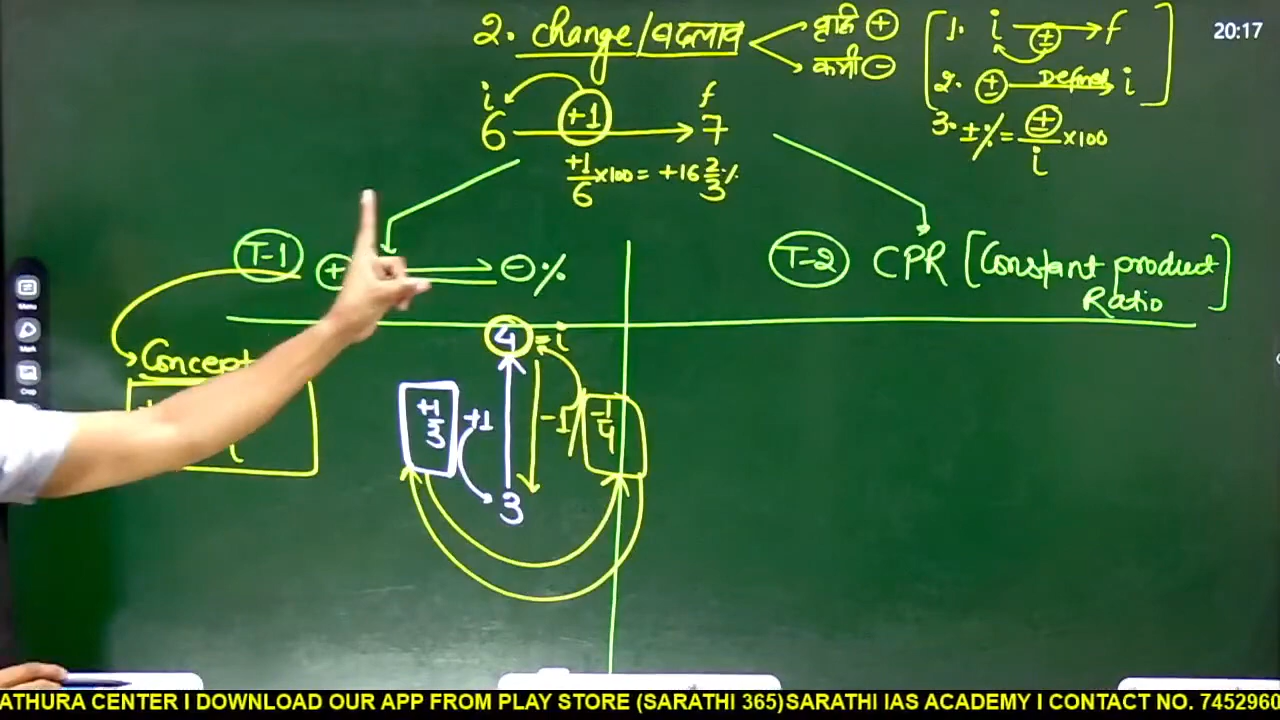 2. change/बदलाव वृद्धि +
कमी -
1. i ± → f
2. ± Defined → i
3. ±% = ±/i ×100
20:17
i f
6 +1 → 7
+1/6 ×100 = +16 2/3 %
T-1 + - %
T-2 CPR [Constant product
Ratio]
Concept
4 = i
+1/3 +1 -1/ -1/4
3
i
Menu
ATHURA CENTER I DOWNLOAD OUR APP FROM PLAY STORE (SARATHI 365)SARATHI IAS ACADEMY I CONTACT NO. 7452960